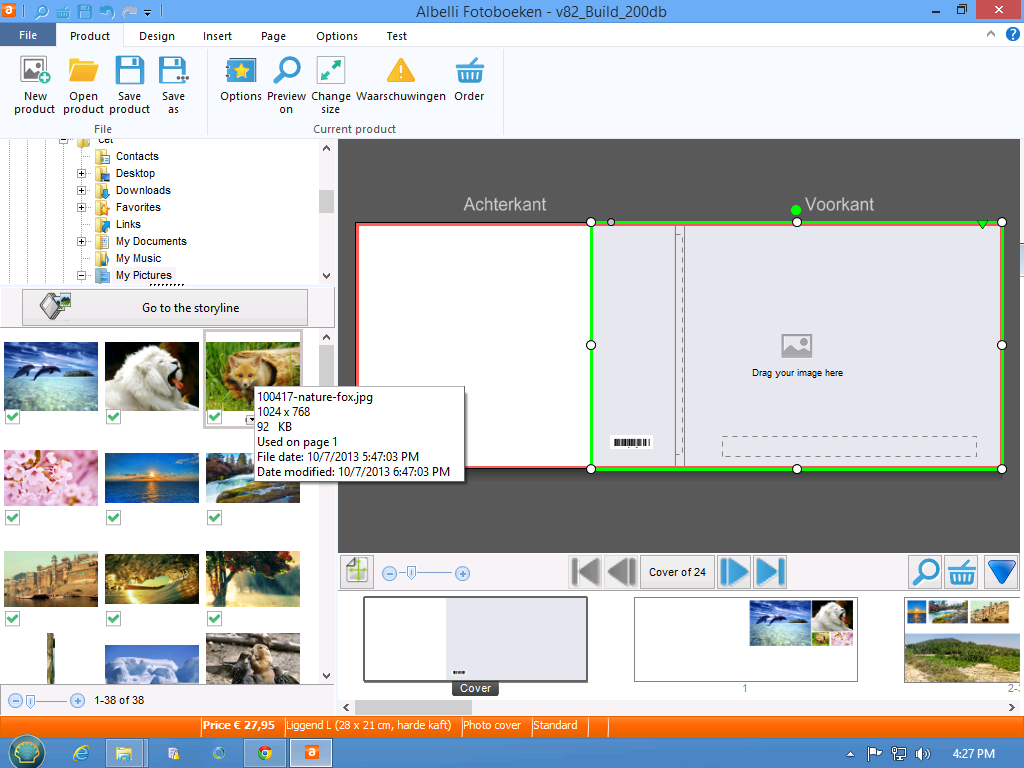 Albelli Fotoboeken - v82_Build_200db
File
Product
Design
Insert
Page
Options
Test
New product
Open product
Save product
Save as
Options
Preview on
Change size
Waarschuwingen
Order
File
Current product
Cet
Contacts
Desktop
Downloads
Favorites
Links
My Documents
My Music
My Pictures
Go to the storyline
100417-nature-fox.jpg
1024 x 768
92 KB
Used on page 1
File date: 10/7/2013 5:47:03 PM
Date modified: 10/7/2013 6:47:03 PM
1-38 of 38
Achterkant
Voorkant
Drag your image here
Cover of 24
Cover
1
2-
Price € 27,95
Liggend L (28 x 21 cm, harde kaft)
Photo cover
Standard
4:27 PM